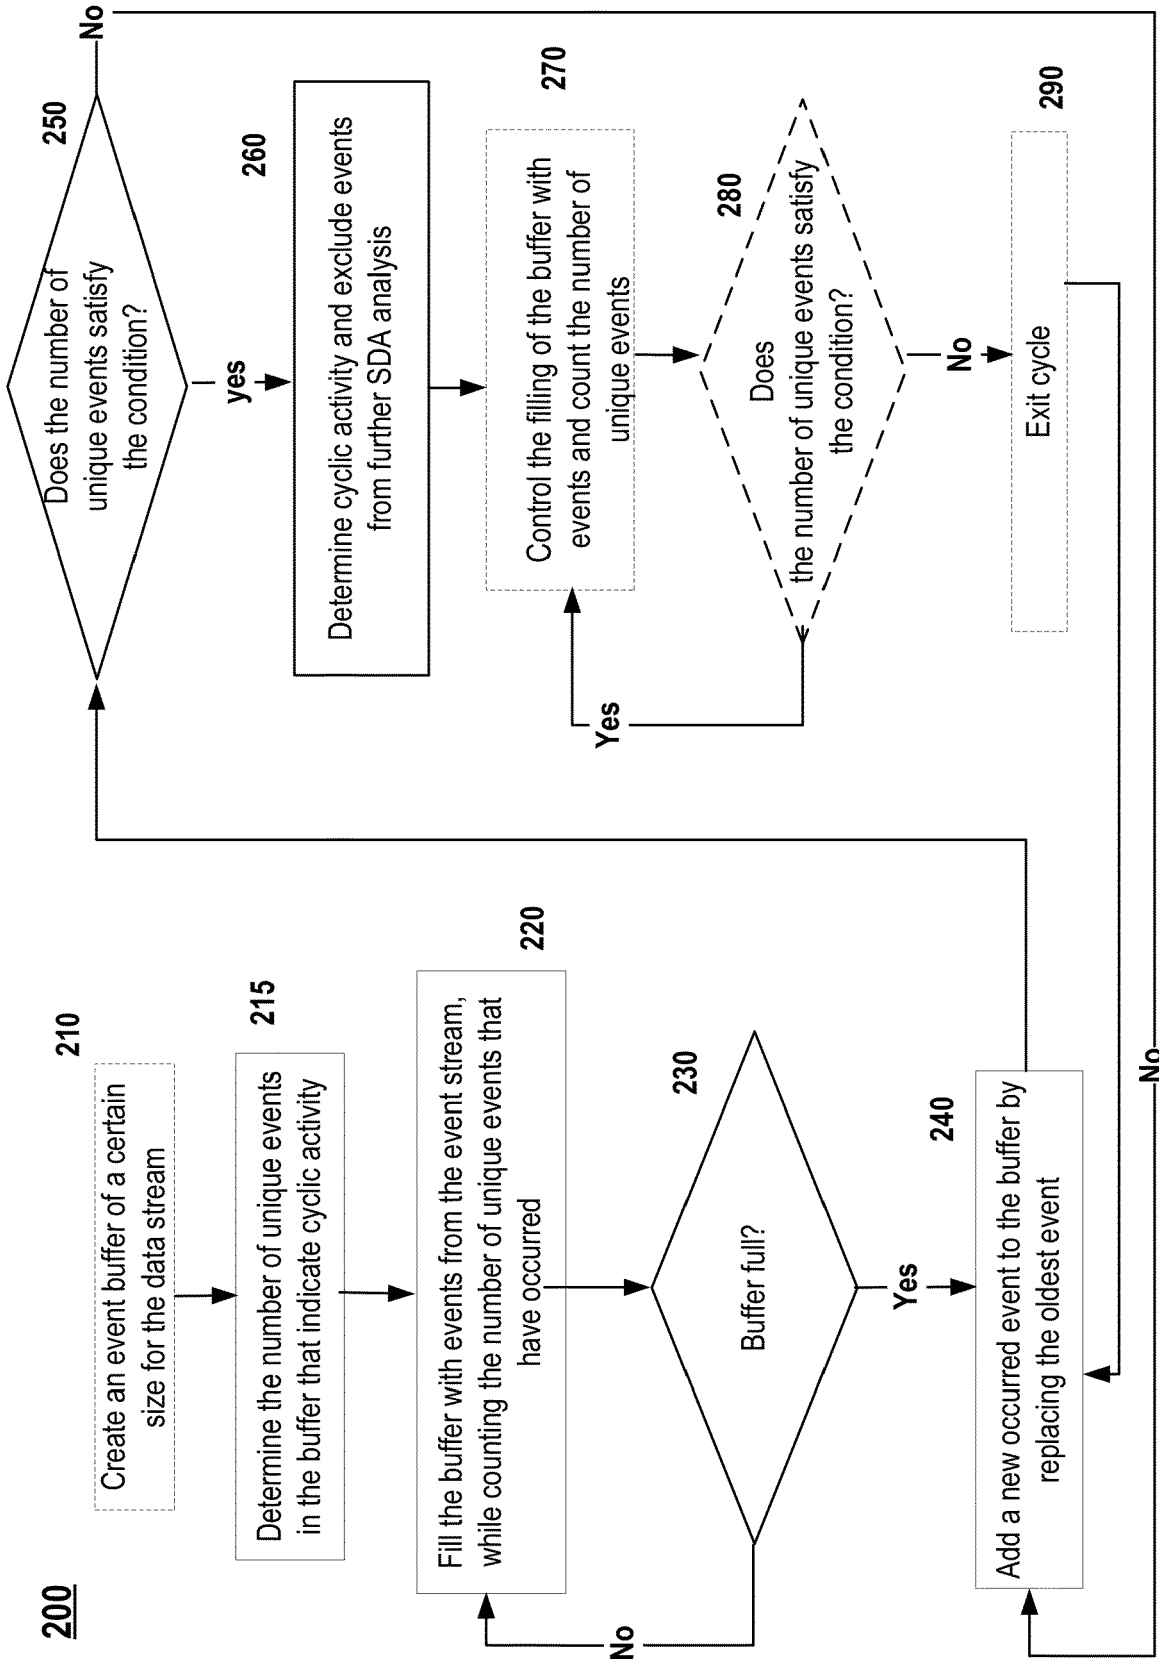 200
210
Create an event buffer of a certain
size for the data stream
215
Determine the number of unique events
in the buffer that indicate cyclic activity
220
Fill the buffer with events from the event stream,
while counting the number of unique events that
have occurred
230
Buffer full?
No
Yes
240
Add a new occurred event to the buffer by
replacing the oldest event
250
Does the number of
unique events satisfy
the condition?
No
yes
260
Determine cyclic activity and exclude events
from further SDA analysis
270
Control the filling of the buffer with
events and count the number of
unique events
280
Does
the number of unique events satisfy
the condition?
Yes
No
290
Exit cycle
No